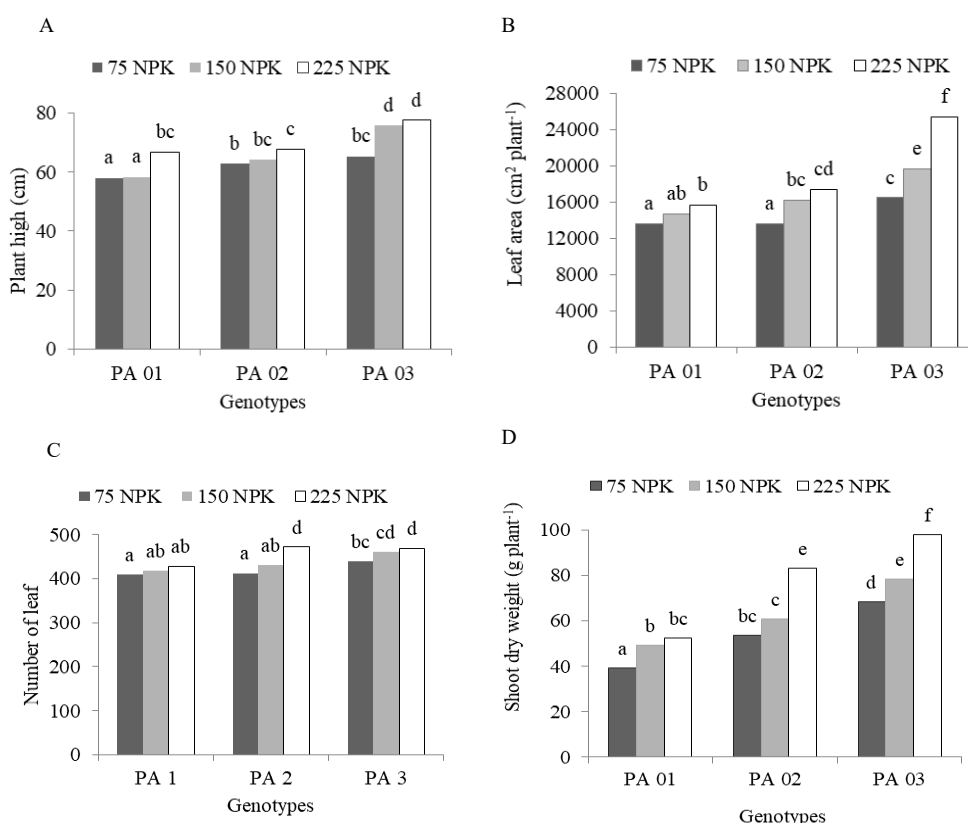 A
75 NPK 150 NPK 225 NPK
Plant high (cm)
80
60
40
20
0
a a bc b bc c bc d d
PA 01 PA 02 PA 03
Genotypes
B
75 NPK 150 NPK 225 NPK
Leaf area (cm² plant⁻¹)
28000
24000
20000
16000
12000
8000
4000
0
a ab b a bc cd c e f
PA 01 PA 02 PA 03
Genotypes
C
75 NPK 150 NPK 225 NPK
Number of leaf
500
400
300
200
100
0
a ab ab a ab d bc cd d
PA 1 PA 2 PA 3
Genotypes
D
75 NPK 150 NPK 225 NPK
Shoot dry weight (g plant⁻¹)
100
80
60
40
20
0
a b bc bc c e d e f
PA 01 PA 02 PA 03
Genotypes